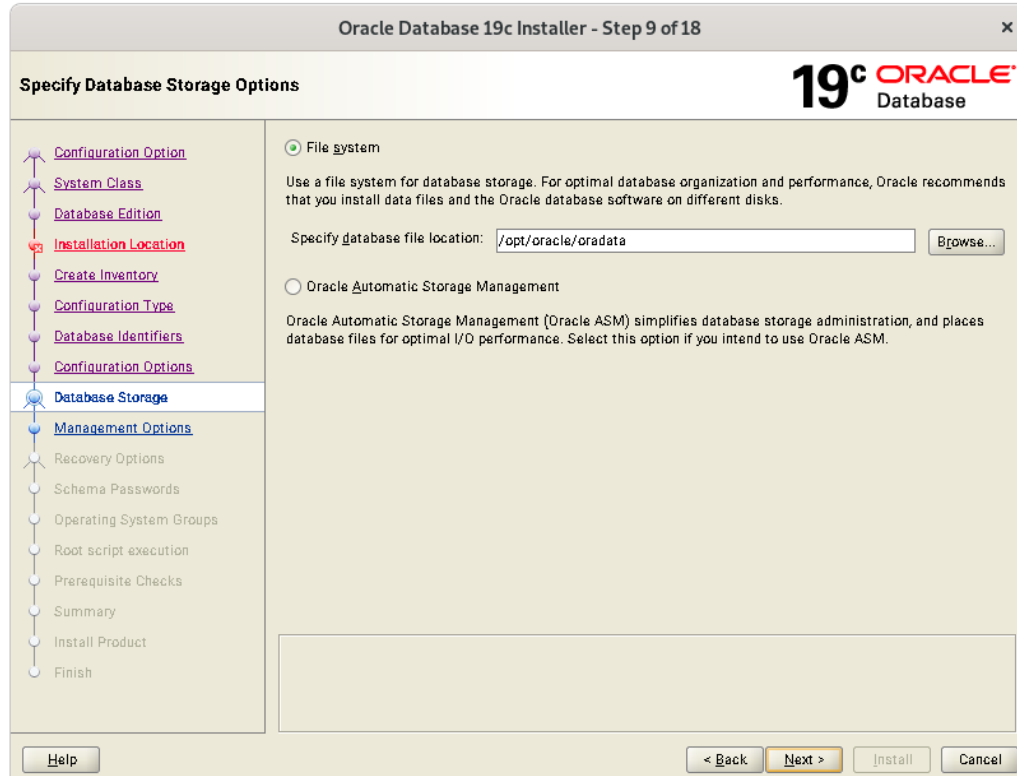 Oracle Database 19c Installer - Step 9 of 18
×
Specify Database Storage Options
19c ORACLE
Database
Configuration Option
System Class
Database Edition
Installation Location
Create Inventory
Configuration Type
Database Identifiers
Configuration Options
Database Storage
Management Options
Recovery Options
Schema Passwords
Operating System Groups
Root script execution
Prerequisite Checks
Summary
Install Product
Finish
File system
Use a file system for database storage. For optimal database organization and performance, Oracle recommends
that you install data files and the Oracle database software on different disks.
Specify database file location: /opt/oracle/oradata Browse...
Oracle Automatic Storage Management
Oracle Automatic Storage Management (Oracle ASM) simplifies database storage administration, and places
database files for optimal I/O performance. Select this option if you intend to use Oracle ASM.
Help < Back Next > Install Cancel